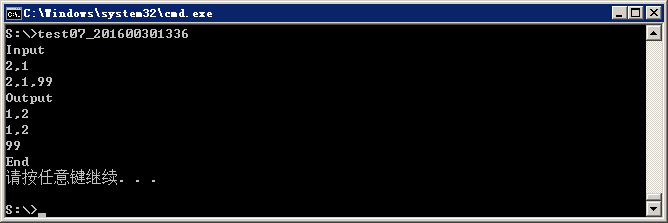 C:\Windows\system32\cmd.exe
S:\>test07_201600301336
Input
2,1
2,1,99
Output
1,2
1,2
99
End
请按任意键继续. . .
S:\>